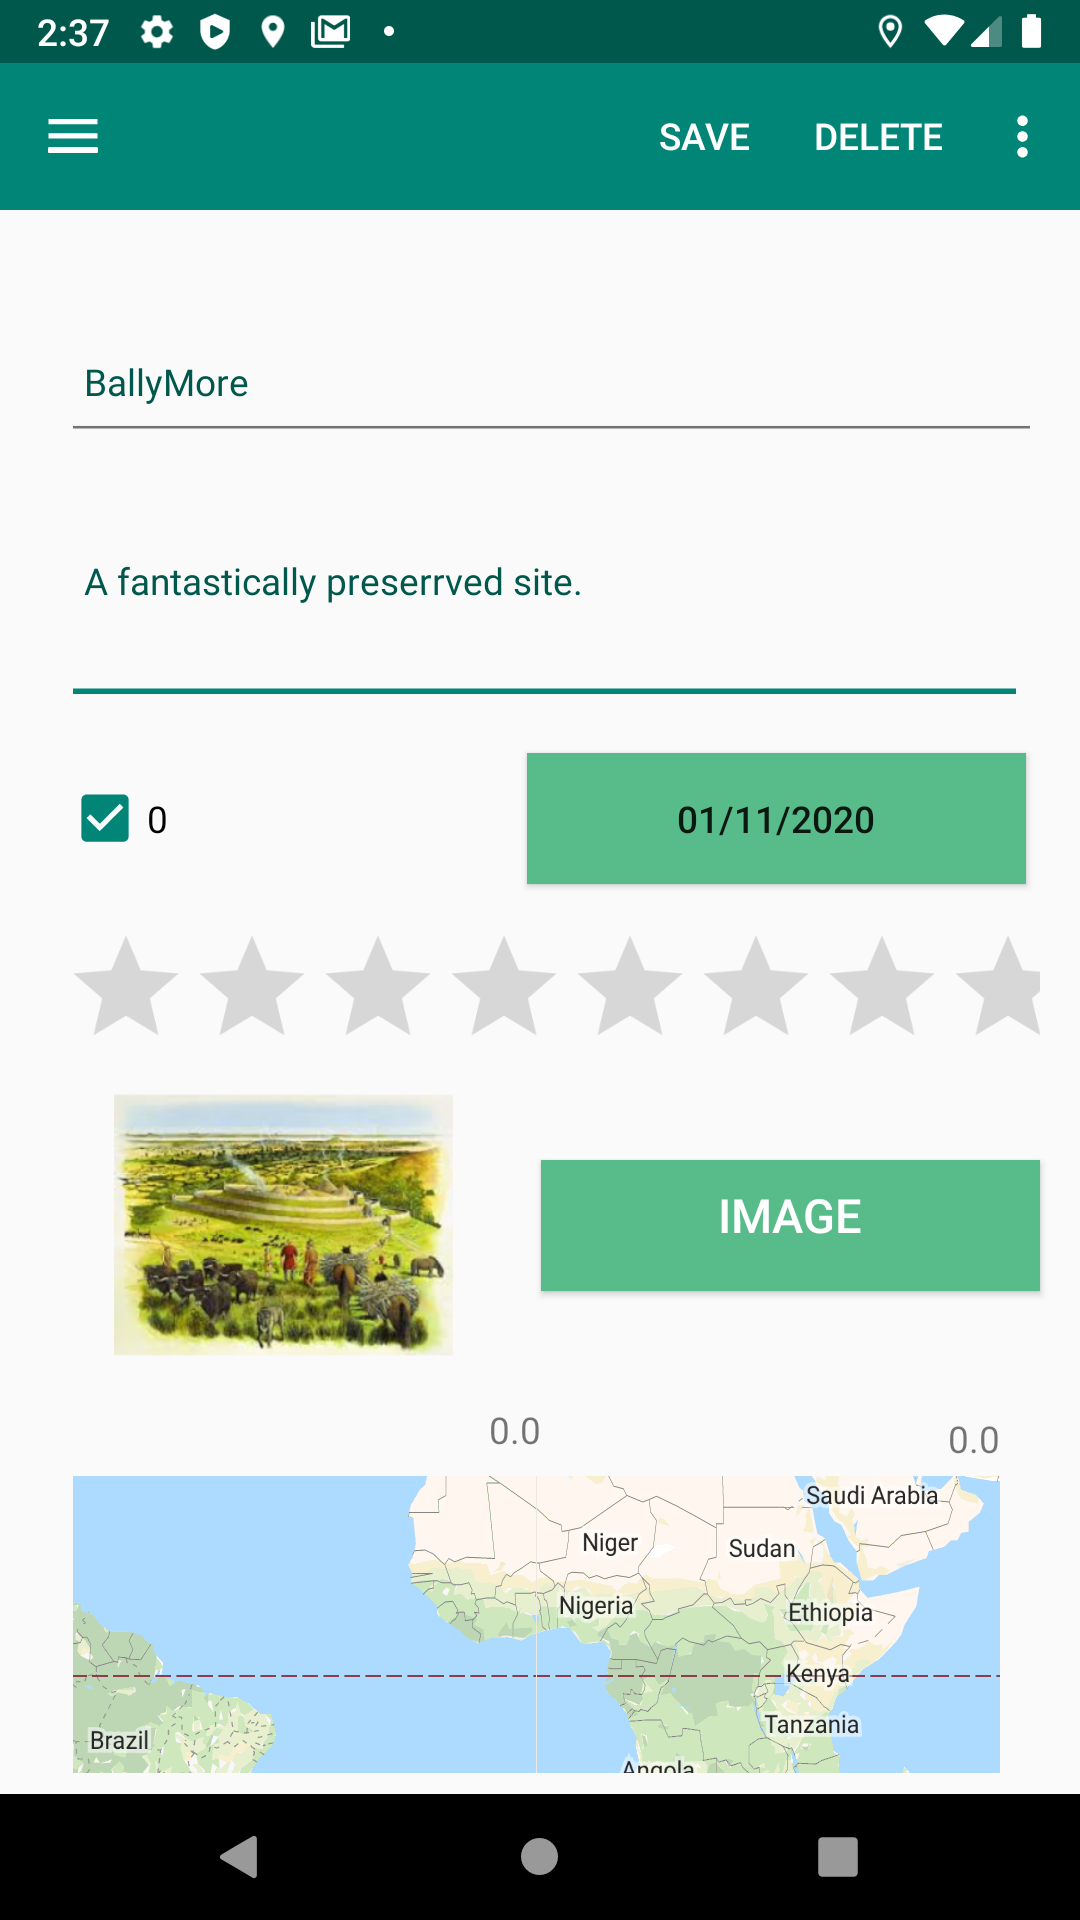 2:37
SAVE DELETE
BallyMore
A fantastically preserrved site.
0
01/11/2020
IMAGE
0.0
0.0
Saudi Arabia
Niger
Sudan
Nigeria
Ethiopia
Kenya
Tanzania
Brazil
Angola